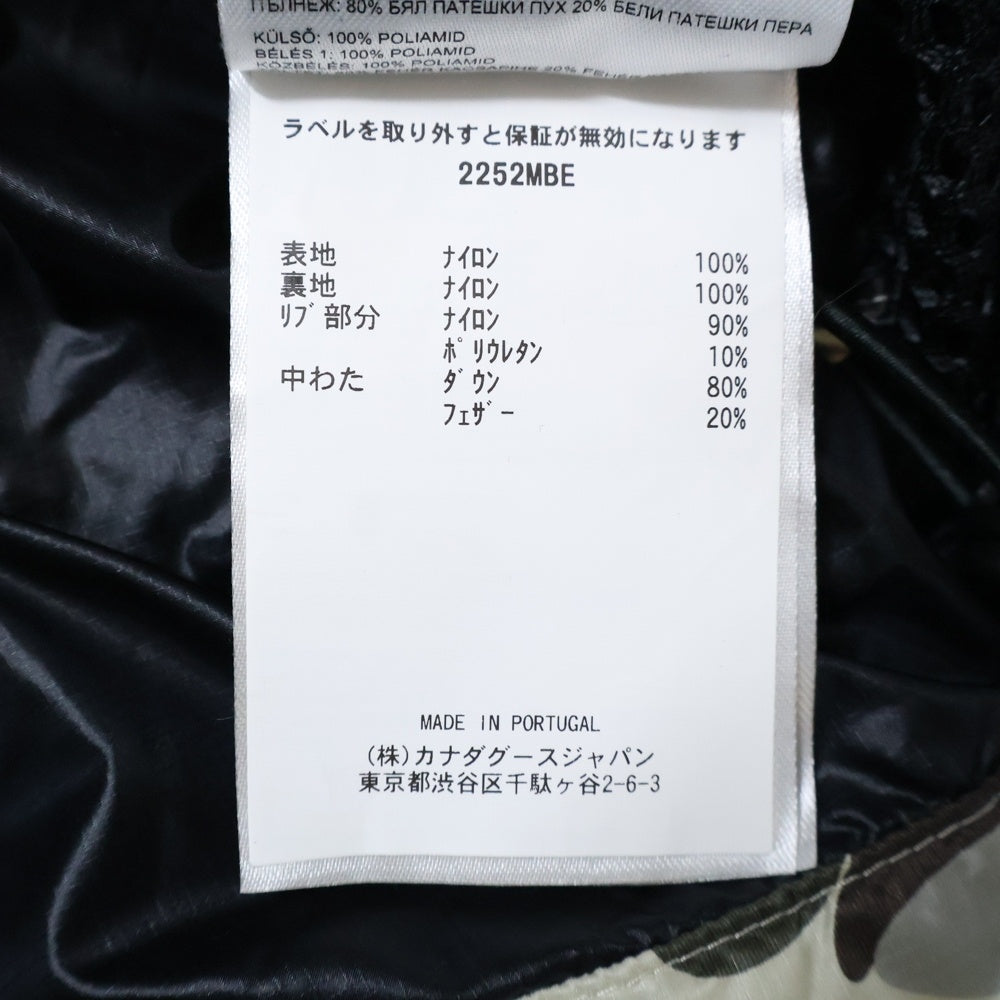 ПЪЛНЕЖ: 80% БЯЛ ПАТЕШКИ ПУХ 20% БЕЛИ ПАТЕШКИ ПЕРА
KÜLSŐ: 100% POLIAMID
BÉLÉS 1: 100% POLIAMID
KÖZBÉLÉS: 100% POLIAMID
ラベルを取り外すと保証が無効になります
2252MBE
表地 ﾅｲﾛﾝ 100%
裏地 ﾅｲﾛﾝ 100%
ﾘﾌﾞ部分 ﾅｲﾛﾝ 90%
ﾎﾟﾘｳﾚﾀﾝ 10%
中わた ﾀﾞｳﾝ 80%
ﾌｪｻﾞｰ 20%
MADE IN PORTUGAL
(株)カナダグースジャパン
東京都渋谷区千駄ヶ谷2-6-3